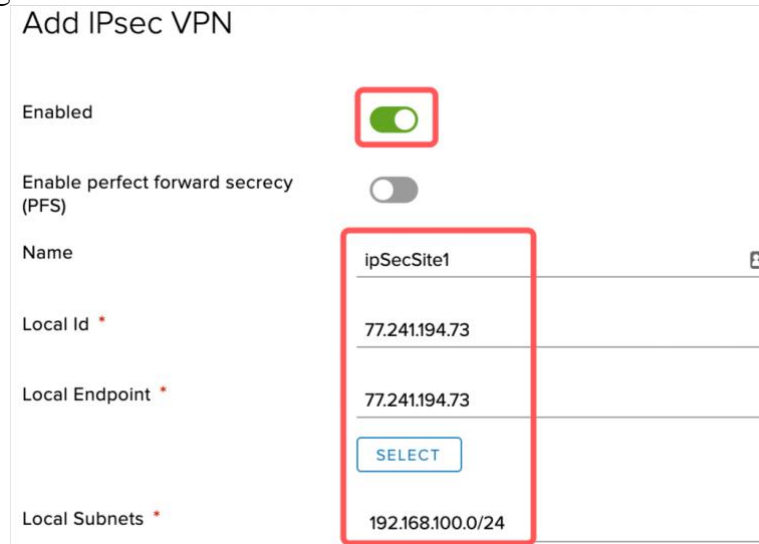 Add IPsec VPN
Enabled
Enable perfect forward secrecy
(PFS)
Name
ipSecSite1
Local Id *
77.241.194.73
Local Endpoint *
77.241.194.73
SELECT
Local Subnets *
192.168.100.0/24